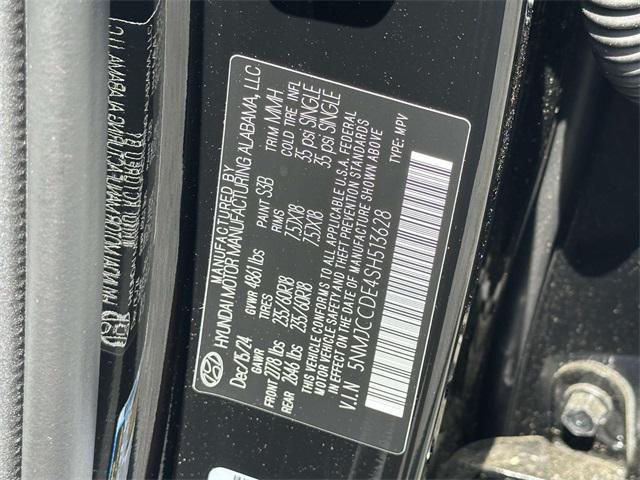 MANUFACTURED BY
HYUNDAI MOTOR MANUFACTURING ALABAMA, LLC
Dec/15/24 GVWR 4861 lbs PAINT S3B TRIM MMH
GAWR TIRES RIMS COLD TIRE INFL
FRONT 2778 lbs 235/60R18 7.5JX18 35 psi SINGLE
REAR 2646 lbs 235/60R18 7.5JX18 35 psi SINGLE
THIS VEHICLE CONFORMS TO ALL APPLICABLE U.S.A. FEDERAL
MOTOR VEHICLE SAFETY AND THEFT PREVENTION STANDARDS
IN EFFECT ON THE DATE OF MANUFACTURE SHOWN ABOVE
V.I.N 5NMJCCDE4SH513628 TYPE: MPV